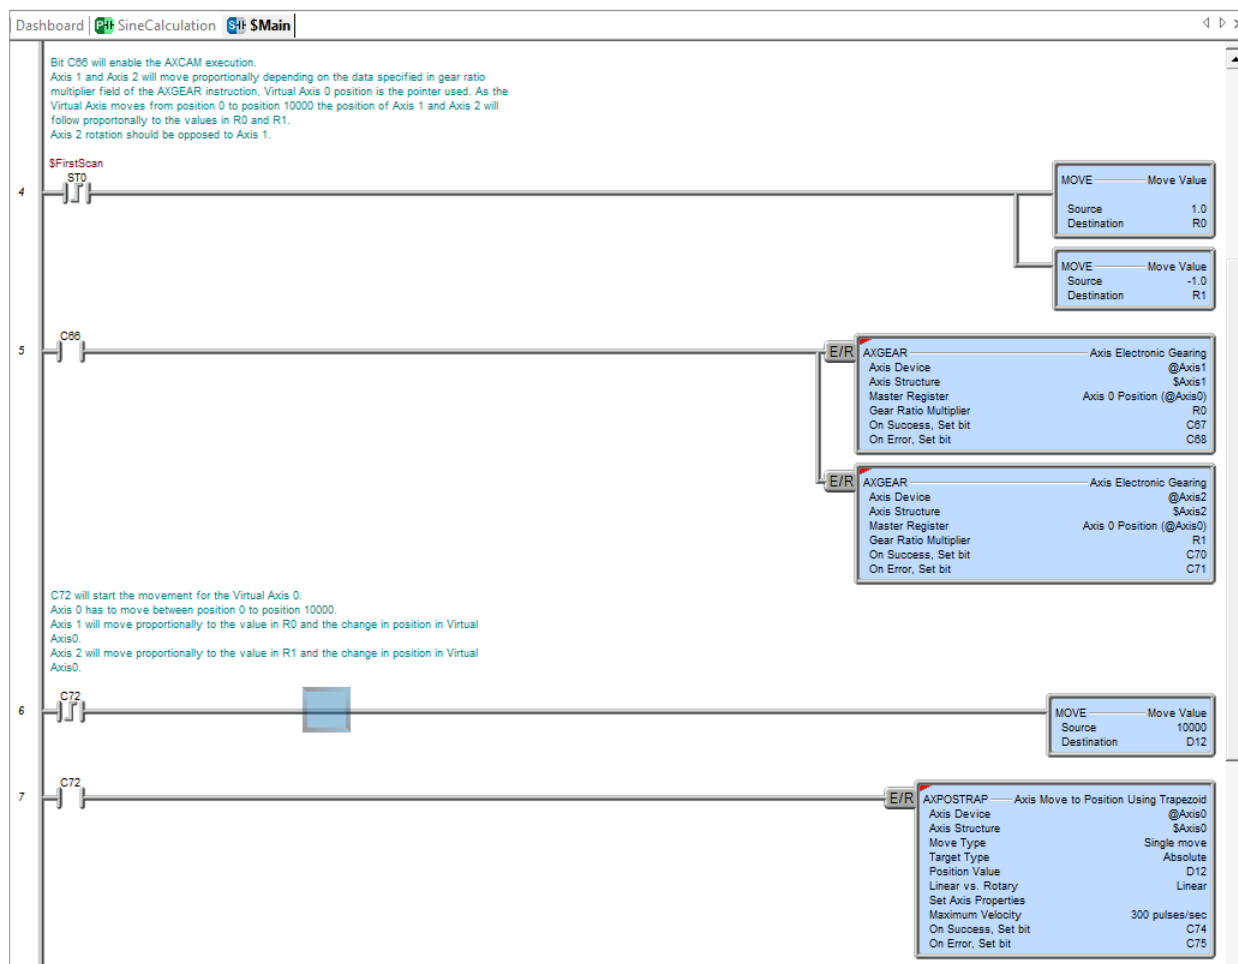 Dashboard SineCalculation $Main
Bit C66 will enable the AXCAM execution.
Axis 1 and Axis 2 will move proportionally depending on the data specified in gear ratio
multiplier field of the AXGEAR instruction, Virtual Axis 0 position is the pointer used. As the
Virtual Axis moves from position 0 to position 10000 the position of Axis 1 and Axis 2 will
follow proportonally to the values in R0 and R1.
Axis 2 rotation should be opposed to Axis 1.
$FirstScan
ST0
4
MOVE Move Value
Source 1.0
Destination R0
MOVE Move Value
Source -1.0
Destination R1
C66
5
E/R AXGEAR Axis Electronic Gearing
Axis Device @Axis1
Axis Structure $Axis1
Master Register Axis 0 Position (@Axis0)
Gear Ratio Multiplier R0
On Success, Set bit C67
On Error, Set bit C68
E/R AXGEAR Axis Electronic Gearing
Axis Device @Axis2
Axis Structure $Axis2
Master Register Axis 0 Position (@Axis0)
Gear Ratio Multiplier R1
On Success, Set bit C70
On Error, Set bit C71
C72 will start the movement for the Virtual Axis 0.
Axis 0 has to move between position 0 to position 10000.
Axis 1 will move proportionally to the value in R0 and the change in position in Virtual
Axis0.
Axis 2 will move proportionally to the value in R1 and the change in position in Virtual
Axis0.
C72
6
MOVE Move Value
Source 10000
Destination D12
C72
7
E/R AXPOSTRAP Axis Move to Position Using Trapezoid
Axis Device @Axis0
Axis Structure $Axis0
Move Type Single move
Target Type Absolute
Position Value D12
Linear vs. Rotary Linear
Set Axis Properties
Maximum Velocity 300 pulses/sec
On Success, Set bit C74
On Error, Set bit C75